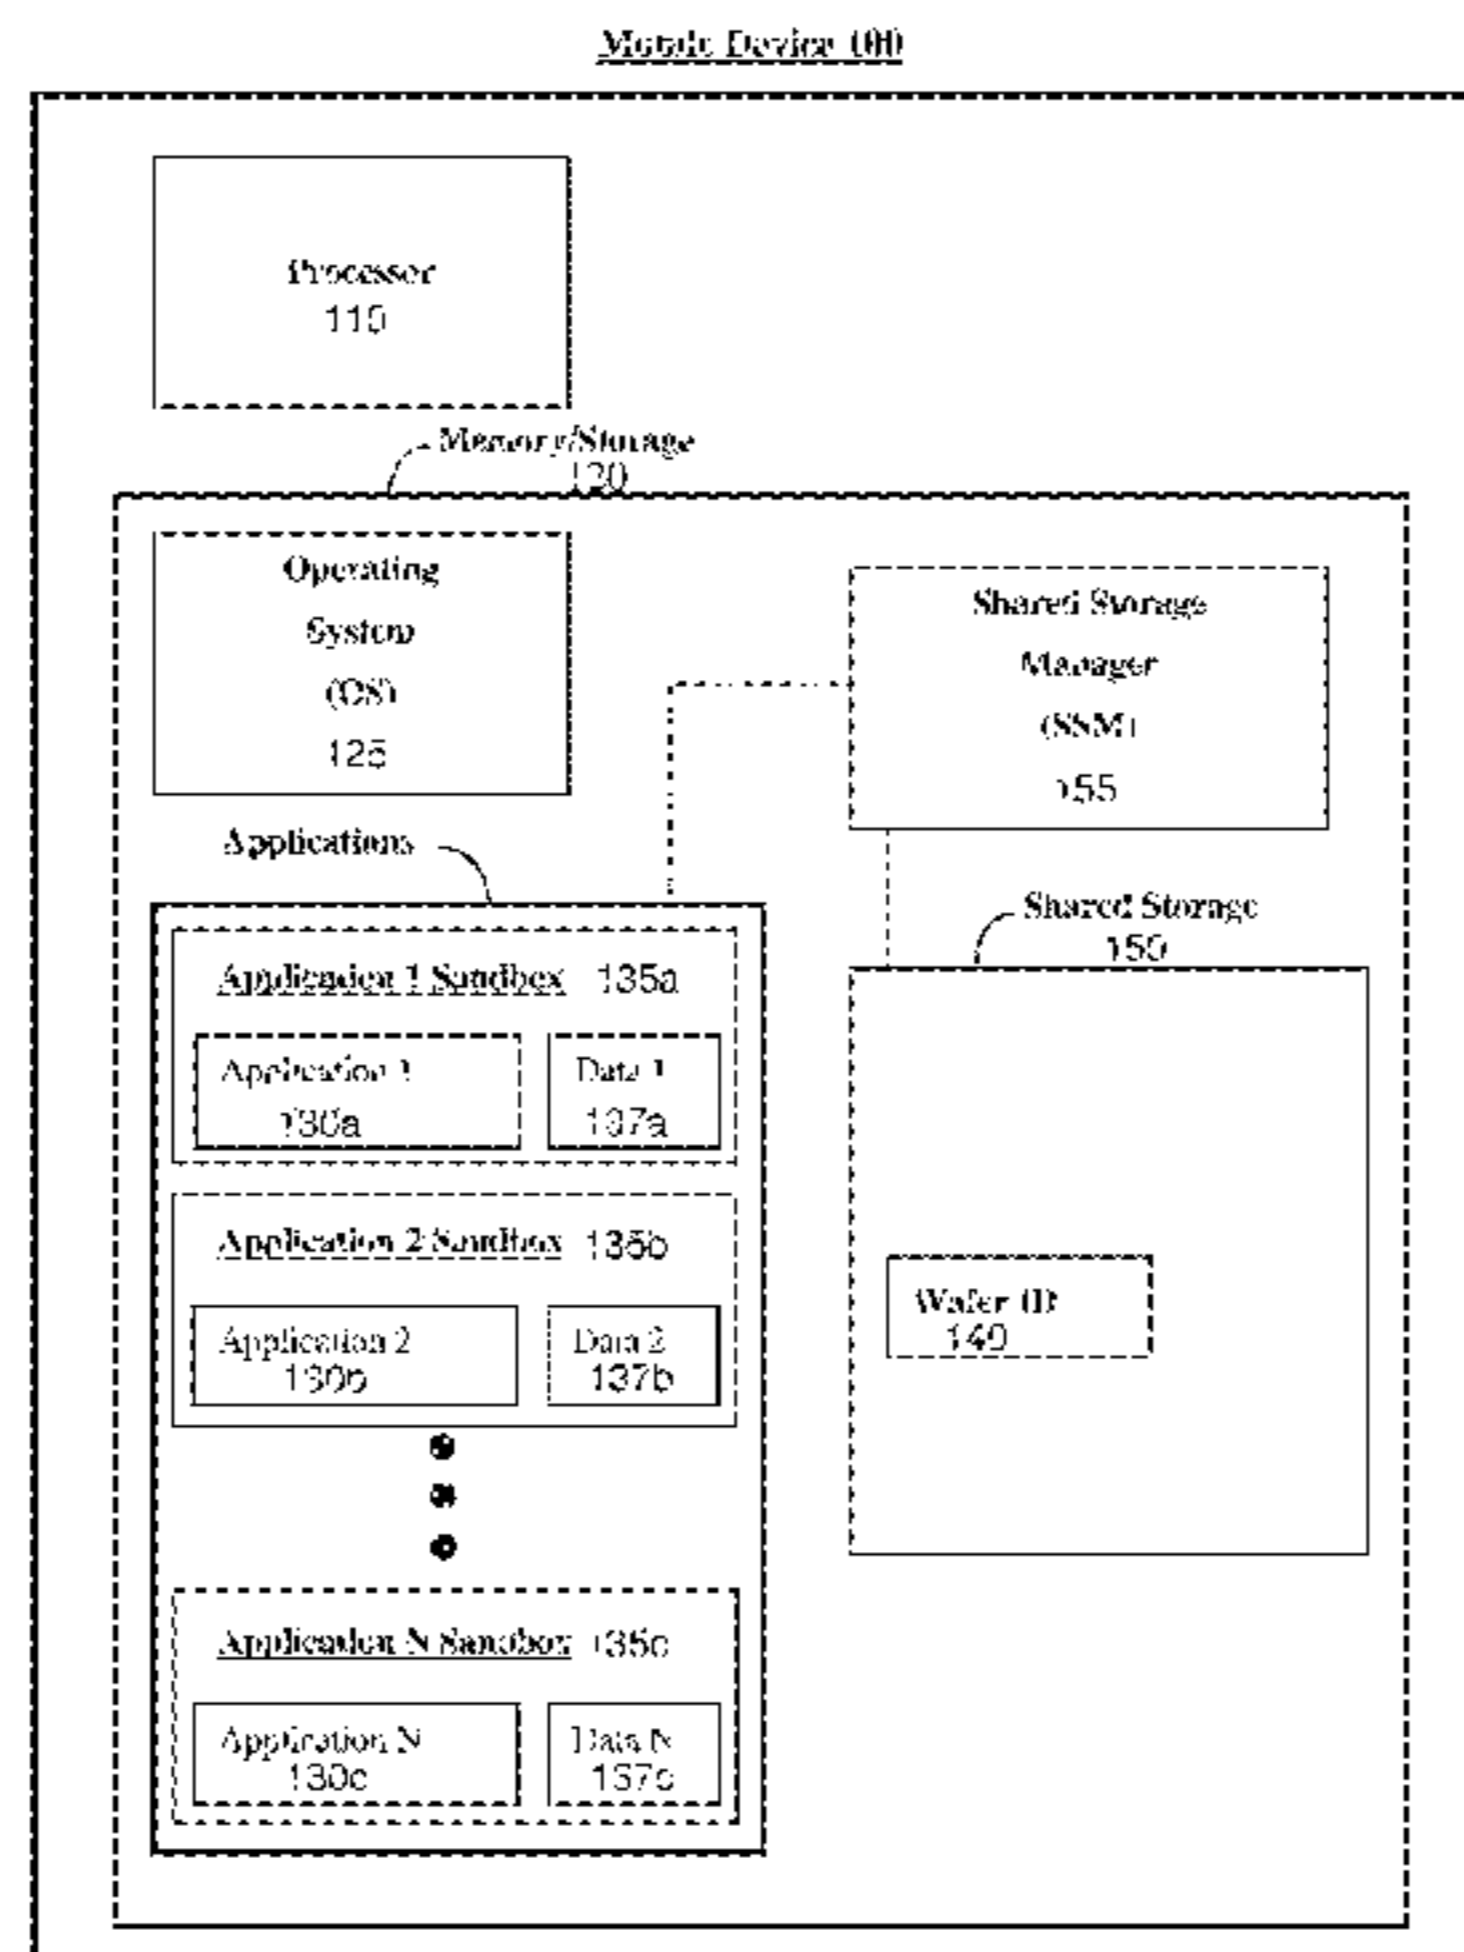 Mobile Device 100
Processor
110
Memory/Storage
120
Operating
System
(OS)
125
Shared Storage
Manager
(SSM)
155
Applications
Shared Storage
150
Application 1 Sandbox 135a
Application 1
130a
Data 1
137a
Application 2 Sandbox 135b
Application 2
130b
Data 2
137b
Wafer ID
140
Application N Sandbox 135c
Application N
130c
Data N
137c